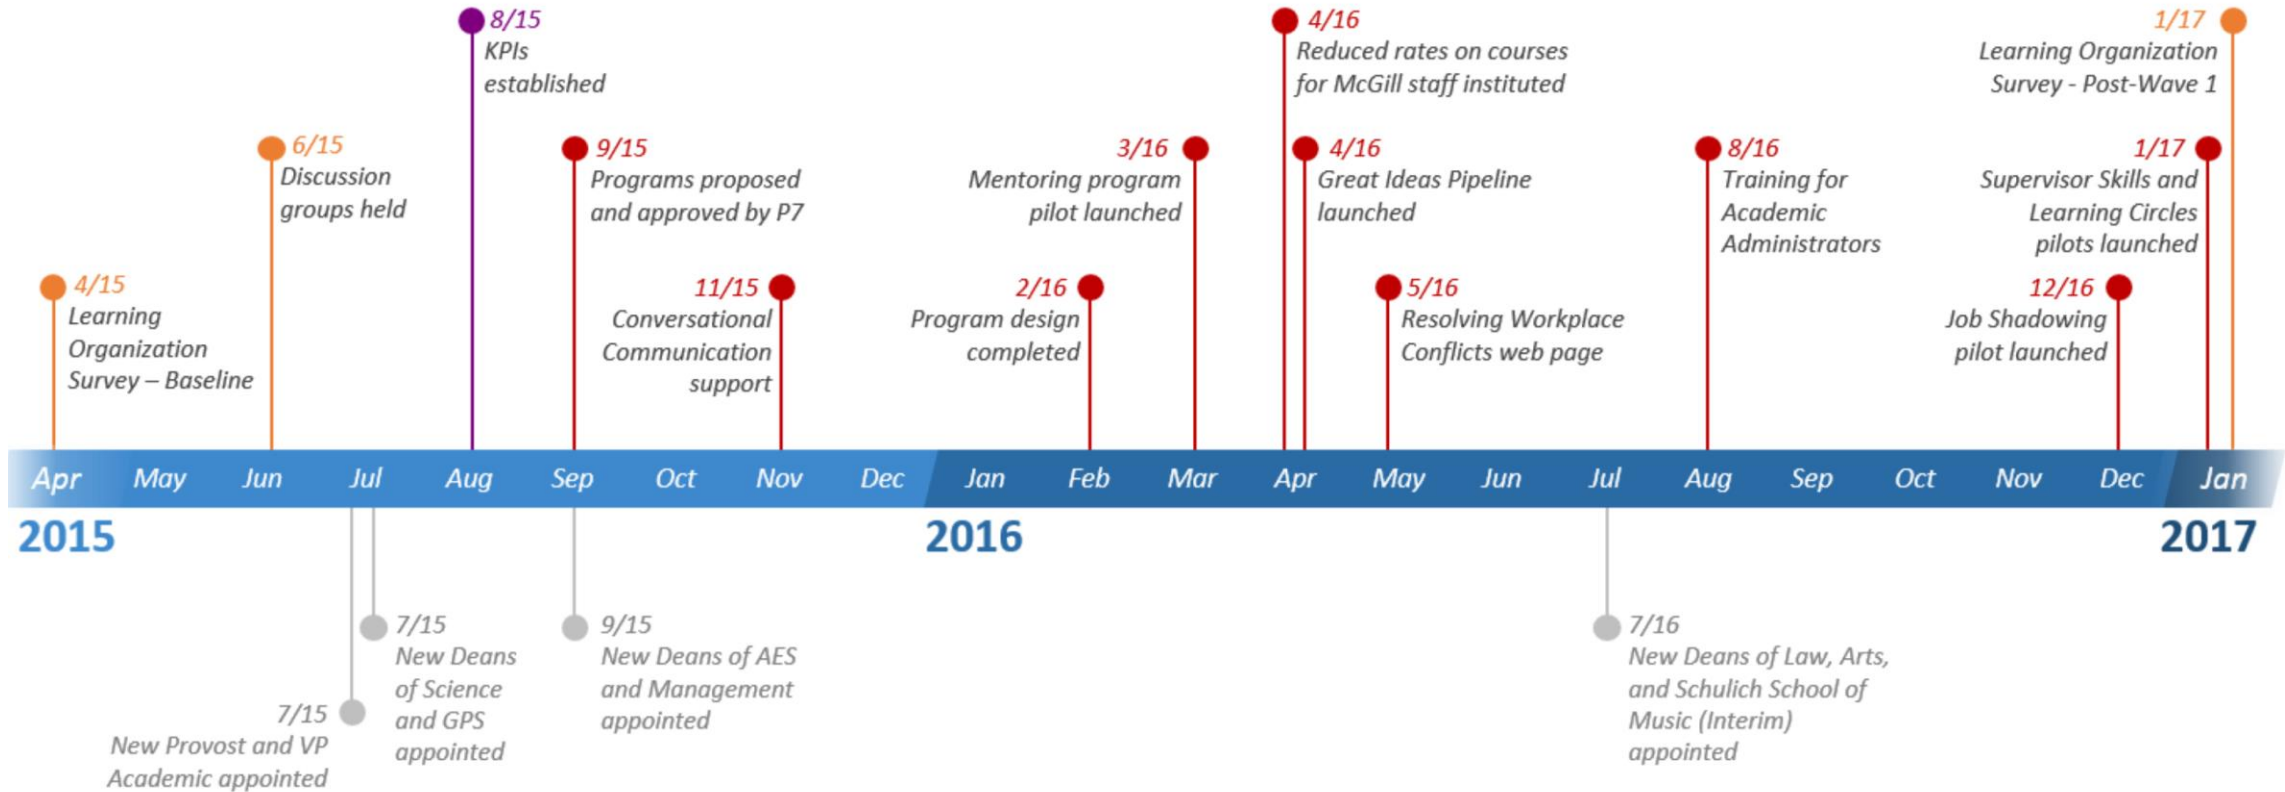 8/15
KPIs
established
4/16
Reduced rates on courses
for McGill staff instituted
1/17
Learning Organization
Survey - Post-Wave 1
6/15
Discussion
groups held
9/15
Programs proposed
and approved by P7
3/16
Mentoring program
pilot launched
4/16
Great Ideas Pipeline
launched
8/16
Training for
Academic
Administrators
1/17
Supervisor Skills and
Learning Circles
pilots launched
4/15
Learning
Organization
Survey – Baseline
11/15
Conversational
Communication
support
2/16
Program design
completed
5/16
Resolving Workplace
Conflicts web page
12/16
Job Shadowing
pilot launched
Apr May Jun Jul Aug Sep Oct Nov Dec Jan Feb Mar Apr May Jun Jul Aug Sep Oct Nov Dec Jan
2015 2016 2017
7/15
New Provost and VP
Academic appointed
7/15
New Deans
of Science
and GPS
appointed
9/15
New Deans of AES
and Management
appointed
7/16
New Deans of Law, Arts,
and Schulich School of
Music (Interim)
appointed